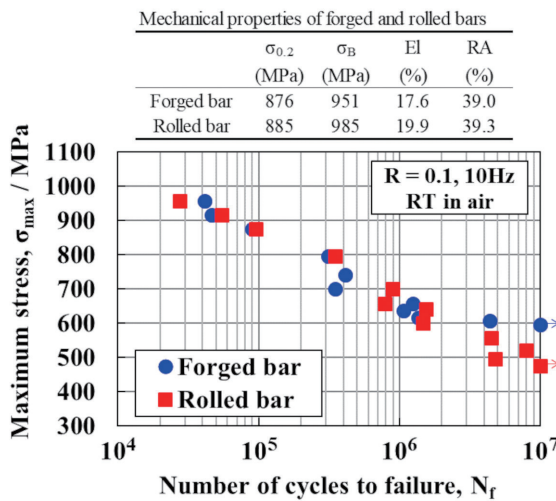 Mechanical properties of forged and rolled bars
σ0.2 σB El RA
(MPa) (MPa) (%) (%)
Forged bar 876 951 17.6 39.0
Rolled bar 885 985 19.9 39.3
1100
1000
900
800
700
600
500
400
300
Maximum stress, σmax / MPa
R = 0.1, 10Hz
RT in air
Forged bar
Rolled bar
10^4 10^5 10^6 10^7
Number of cycles to failure, Nf